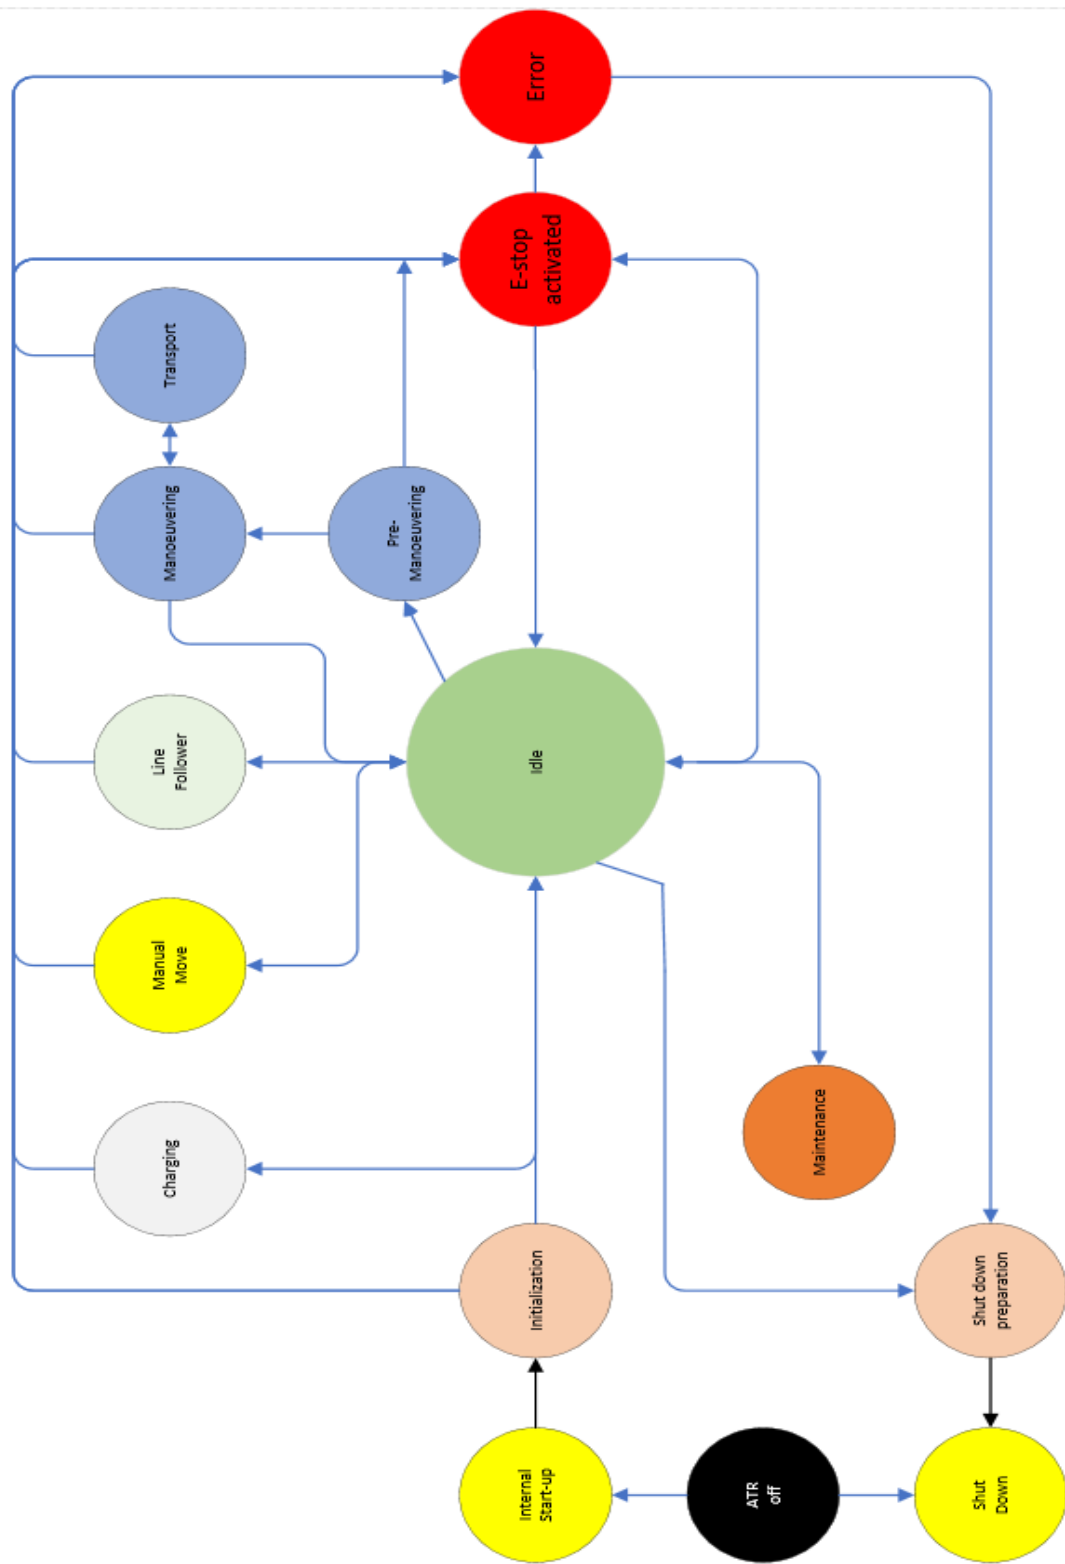 Error
E-stop
activated
Transport
Manoeuvering
Pre-
Manoeuvering
Line
Follower
Idle
Manual
Move
Charging
Maintenance
Initialization
Shut down
preparation
Internal
Start-up
ATR
off
Shut
Down